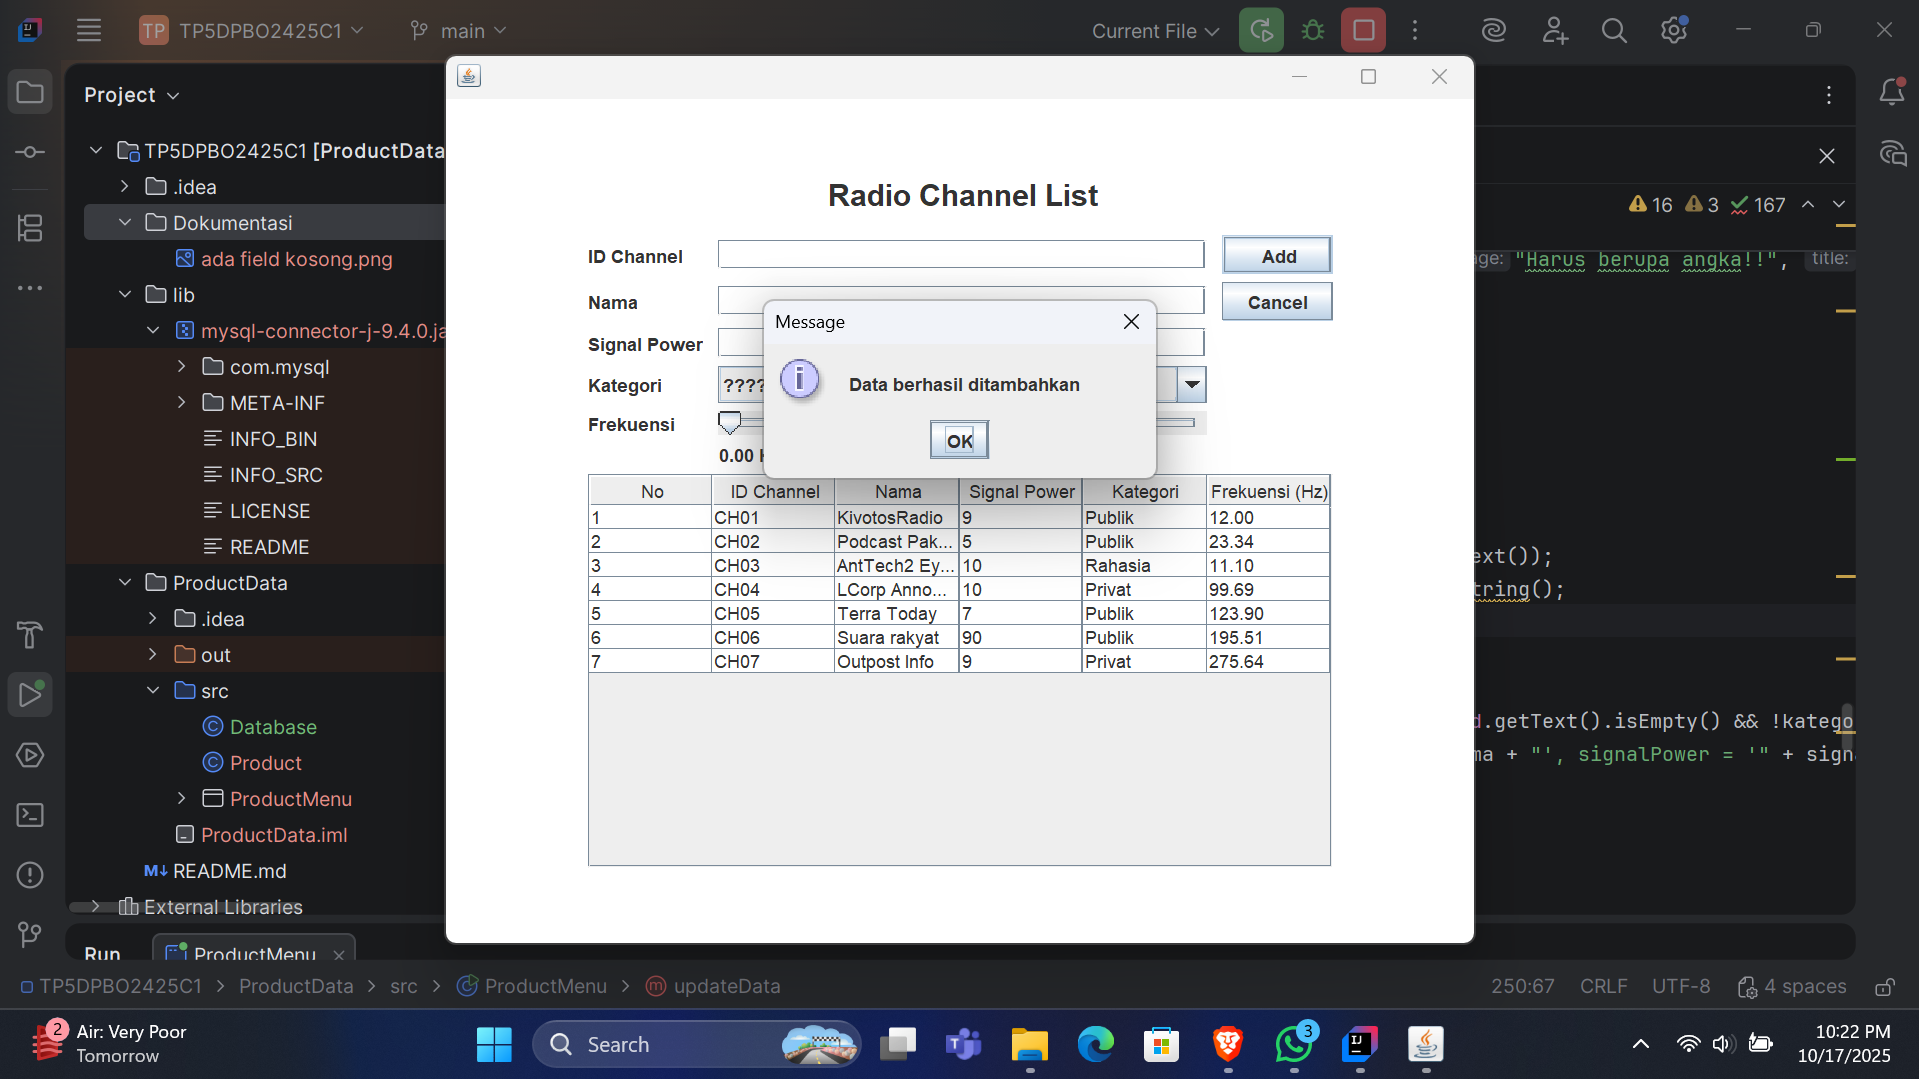 TP TP5DPBO2425C1 main Current File
Project
TP5DPBO2425C1 [ProductData
.idea
Dokumentasi
ada field kosong.png
lib
mysql-connector-j-9.4.0.ja
com.mysql
META-INF
INFO_BIN
INFO_SRC
LICENSE
README
ProductData
.idea
out
src
Database
Product
ProductMenu
ProductData.iml
README.md
External Libraries
Run ProductMenu
Radio Channel List
ID Channel Add
Nama Cancel
Signal Power
Kategori ????
Frekuensi
0.00
Message
Data berhasil ditambahkan
OK
No ID Channel Nama Signal Power Kategori Frekuensi (Hz)
1 CH01 KivotosRadio 9 Publik 12.00
2 CH02 Podcast Pak... 5 Publik 23.34
3 CH03 AntTech2 Ey... 10 Rahasia 11.10
4 CH04 LCorp Anno... 10 Privat 99.69
5 CH05 Terra Today 7 Publik 123.90
6 CH06 Suara rakyat 90 Publik 195.51
7 CH07 Outpost Info 9 Privat 275.64
16 3 167
age: "Harus berupa angka!!", title:
ext());
tring();
d.getText().isEmpty() && !katego
ma + "', signalPower = '" + sign
TP5DPBO2425C1 > ProductData > src > ProductMenu > updateData 250:67 CRLF UTF-8 4 spaces
2 Air: Very Poor
Tomorrow
Search
3
10:22 PM
10/17/2025